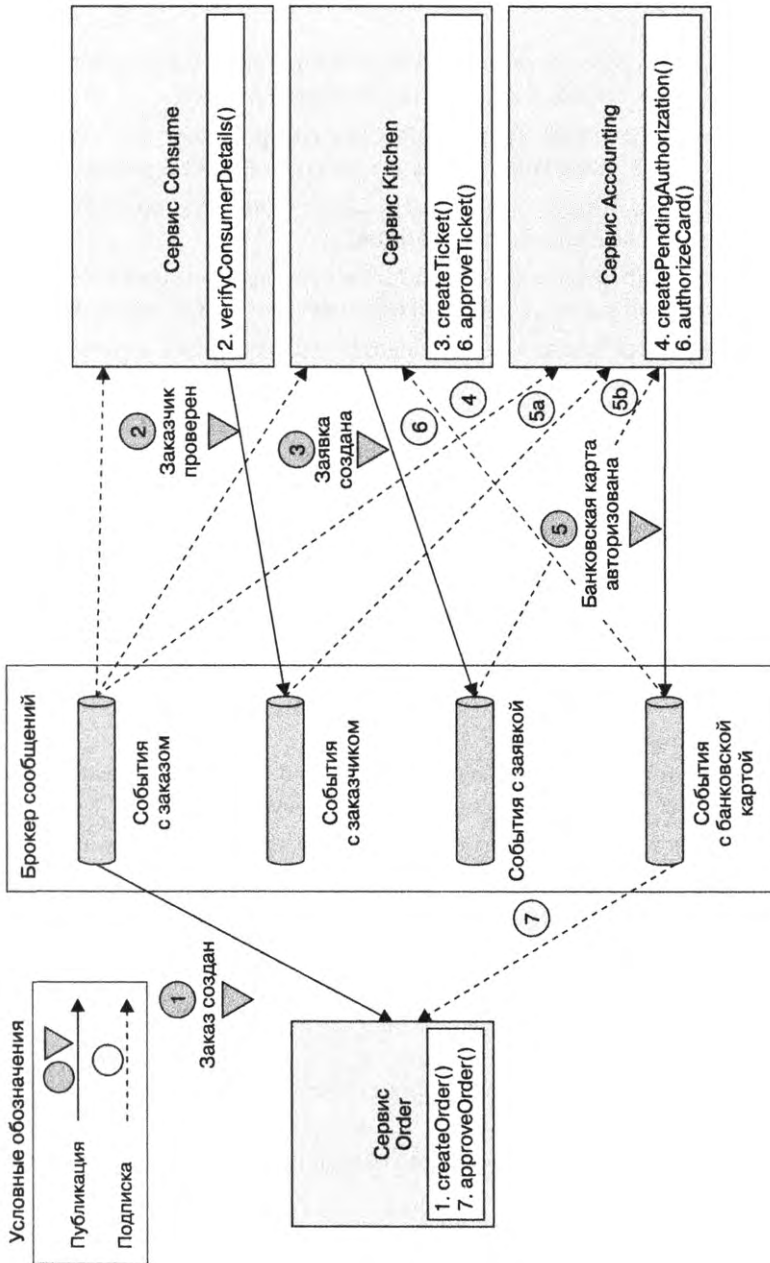 Условные обозначения
Публикация
Подписка
1
Заказ создан
Сервис
Order
1. createOrder()
7. approveOrder()
7
Брокер сообщений
События
с заказом
События
с заказчиком
События с заявкой
События
с банковской
картой
2
Заказчик
проверен
3
Заявка
создана
6
4
5a
5b
5
Банковская карта
авторизована
Сервис Consume
2. verifyConsumerDetails()
Сервис Kitchen
3. createTicket()
6. approveTicket()
Сервис Accounting
4. createPendingAuthorization()
6. authorizeCard()